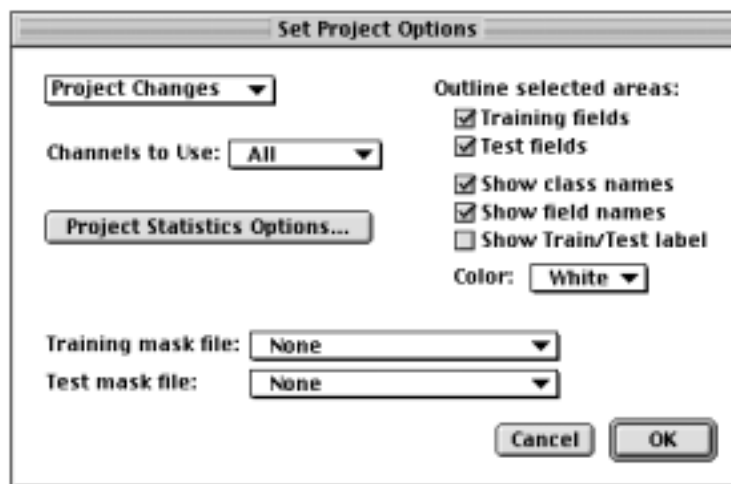 Set Project Options
Project Changes
Channels to Use: All
Project Statistics Options...
Outline selected areas:
Training fields
Test fields
Show class names
Show field names
Show Train/Test label
Color: White
Training mask file: None
Test mask file: None
Cancel OK